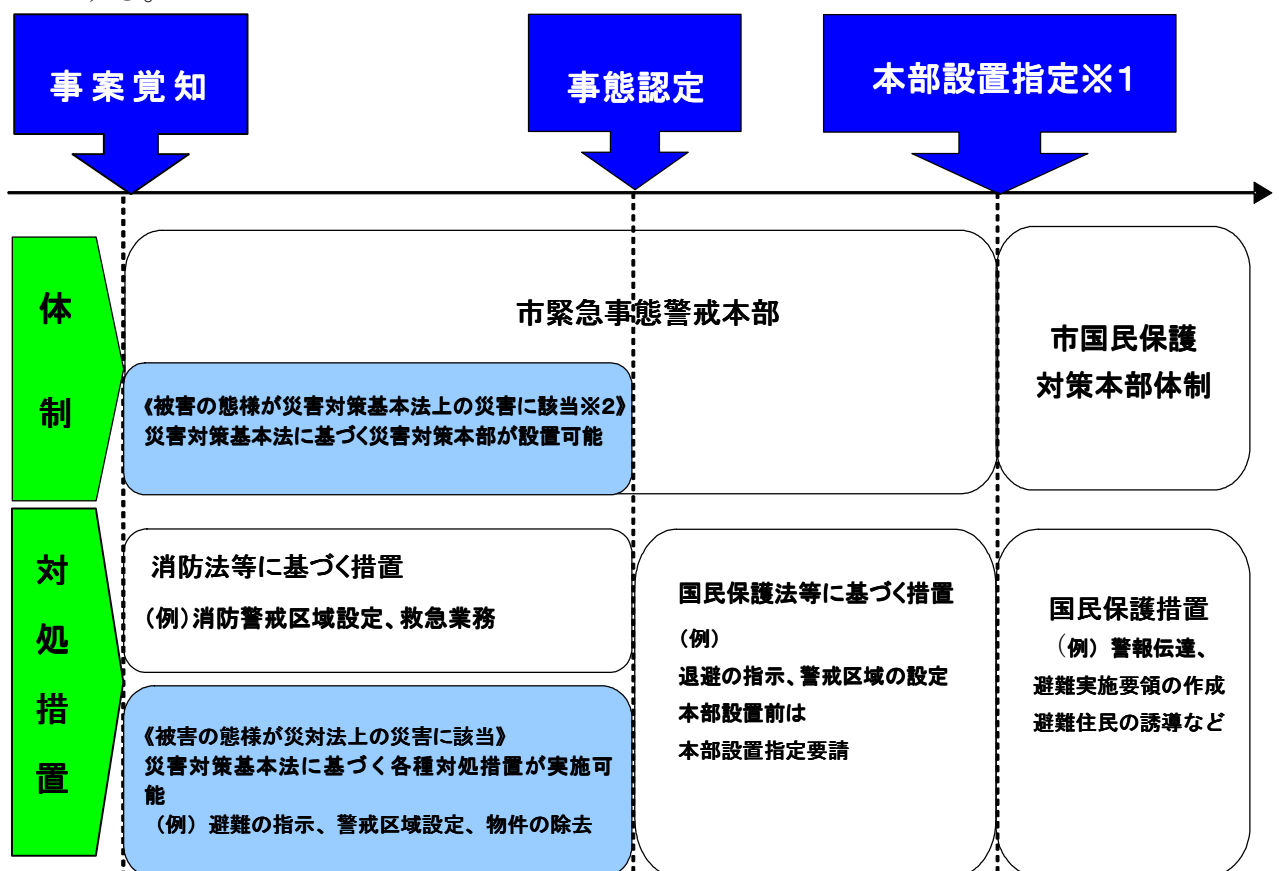 する。
事案覚知
事態認定
本部設置指定※1
体
制
市緊急事態警戒本部
《被害の態様が災害対策基本法上の災害に該当※2》
災害対策基本法に基づく災害対策本部が設置可能
市国民保護
対策本部体制
対
処
措
置
消防法等に基づく措置
（例）消防警戒区域設定、救急業務
《被害の態様が災対法上の災害に該当》
災害対策基本法に基づく各種対処措置が実施可
能
（例）避難の指示、警戒区域設定、物件の除去
国民保護法等に基づく措置
（例）
退避の指示、警戒区域の設定
本部設置前は
本部設置指定要請
国民保護措置
（例）警報伝達、
避難実施要領の作成
避難住民の誘導など